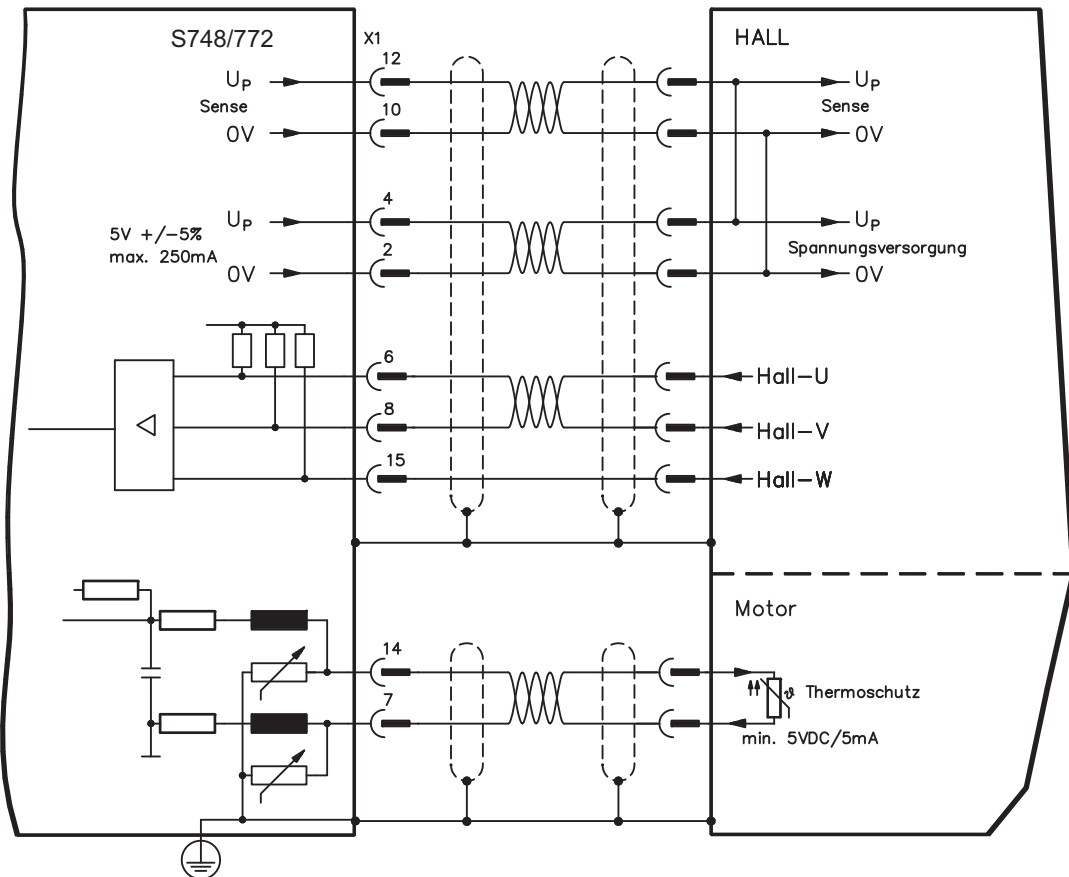 S748/772
X1
HALL
12
U_P
U_P
Sense
Sense
10
0V
0V
4
U_P
U_P
5V +/-5%
max. 250mA
Spannungsversorgung
2
0V
0V
6
Hall-U
8
Hall-V
15
Hall-W
Motor
14
ϑ Thermoschutz
7
min. 5VDC/5mA